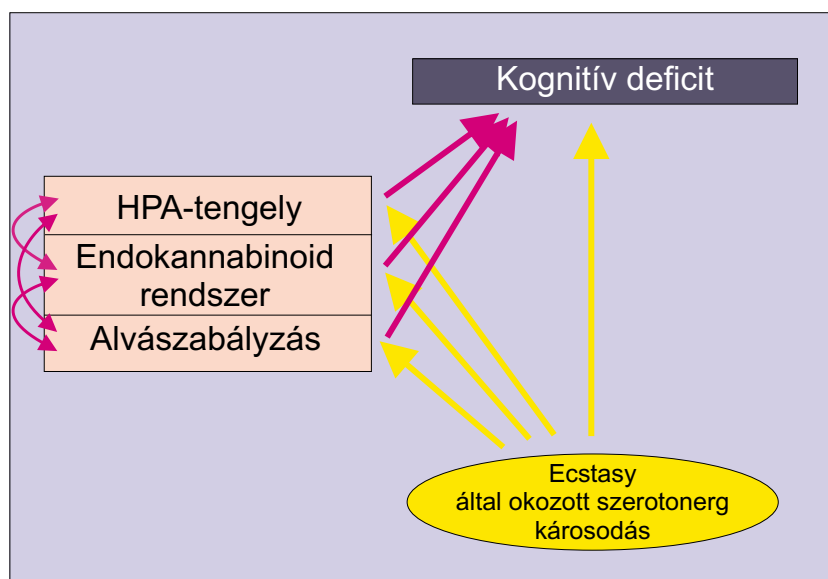 Kognitív deficit
HPA-tengely
Endokannabinoid
rendszer
Alvászabályzás
Ecstasy
által okozott szerotonerg
károsodás